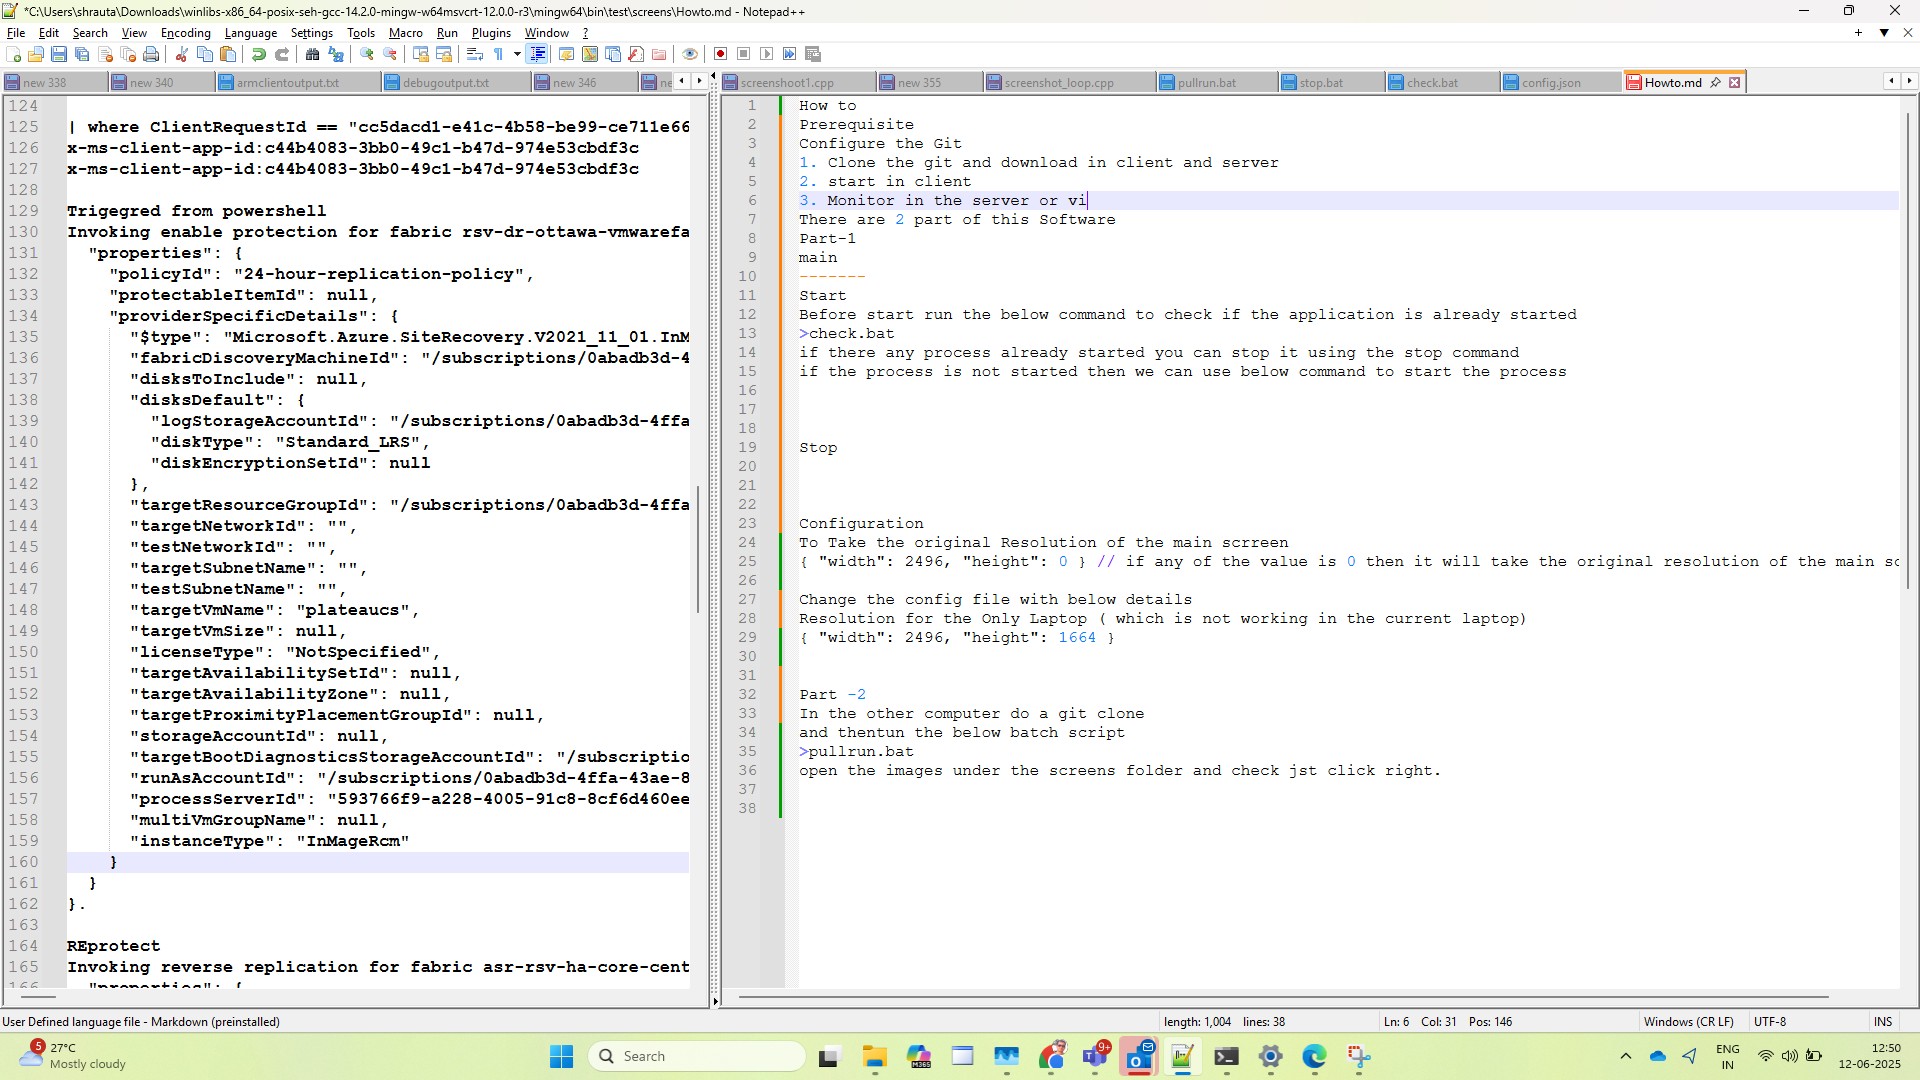 *C:\Users\shrauta\Downloads\winlibs-x86_64-posix-seh-gcc-14.2.0-mingw-w64msvcrt-12.0.0-r3\mingw64\bin\test\screens\Howto.md - Notepad++
File Edit Search View Encoding Language Settings Tools Macro Run Plugins Window ?
new 338 new 340 armclientoutput.txt debugoutput.txt new 346 ne
124
125 | where ClientRequestId == "cc5dacd1-e41c-4b58-be99-ce711e66
126 x-ms-client-app-id:c44b4083-3bb0-49c1-b47d-974e53cbdf3c
127 x-ms-client-app-id:c44b4083-3bb0-49c1-b47d-974e53cbdf3c
128
129 Trigegred from powershell
130 Invoking enable protection for fabric rsv-dr-ottawa-vmwarefa
131 "properties": {
132 "policyId": "24-hour-replication-policy",
133 "protectableItemId": null,
134 "providerSpecificDetails": {
135 "$type": "Microsoft.Azure.SiteRecovery.V2021_11_01.InM
136 "fabricDiscoveryMachineId": "/subscriptions/0abadb3d-4
137 "disksToInclude": null,
138 "disksDefault": {
139 "logStorageAccountId": "/subscriptions/0abadb3d-4ffa
140 "diskType": "Standard_LRS",
141 "diskEncryptionSetId": null
142 },
143 "targetResourceGroupId": "/subscriptions/0abadb3d-4ffa
144 "targetNetworkId": "",
145 "testNetworkId": "",
146 "targetSubnetName": "",
147 "testSubnetName": "",
148 "targetVmName": "plateaucs",
149 "targetVmSize": null,
150 "licenseType": "NotSpecified",
151 "targetAvailabilitySetId": null,
152 "targetAvailabilityZone": null,
153 "targetProximityPlacementGroupId": null,
154 "storageAccountId": null,
155 "targetBootDiagnosticsStorageAccountId": "/subscriptio
156 "runAsAccountId": "/subscriptions/0abadb3d-4ffa-43ae-8
157 "processServerId": "593766f9-a228-4005-91c8-8cf6d460ee
158 "multiVmGroupName": null,
159 "instanceType": "InMageRcm"
160 }
161 }
162 }.
163
164 REprotect
165 Invoking reverse replication for fabric asr-rsv-ha-core-cent
166 "properties": {
screenshoot1.cpp new 355 screenshot_loop.cpp pullrun.bat stop.bat check.bat config.json Howto.md
1 How to
2 Prerequisite
3 Configure the Git
4 1. Clone the git and download in client and server
5 2. start in client
6 3. Monitor in the server or vi
7 There are 2 part of this Software
8 Part-1
9 main
10 -------
11 Start
12 Before start run the below command to check if the application is already started
13 >check.bat
14 if there any process already started you can stop it using the stop command
15 if the process is not started then we can use below command to start the process
16
17
18
19 Stop
20
21
22
23 Configuration
24 To Take the original Resolution of the main scrreen
25 { "width": 2496, "height": 0 } // if any of the value is 0 then it will take the original resolution of the main sc
26
27 Change the config file with below details
28 Resolution for the Only Laptop ( which is not working in the current laptop)
29 { "width": 2496, "height": 1664 }
30
31
32 Part -2
33 In the other computer do a git clone
34 and thentun the below batch script
35 >pullrun.bat
36 open the images under the screens folder and check jst click right.
37
38
User Defined language file - Markdown (preinstalled) length: 1,004 lines: 38 Ln: 6 Col: 31 Pos: 146 Windows (CR LF) UTF-8 INS
5 27°C
Mostly cloudy
Search
M365
9+
ENG
IN
12:50
12-06-2025